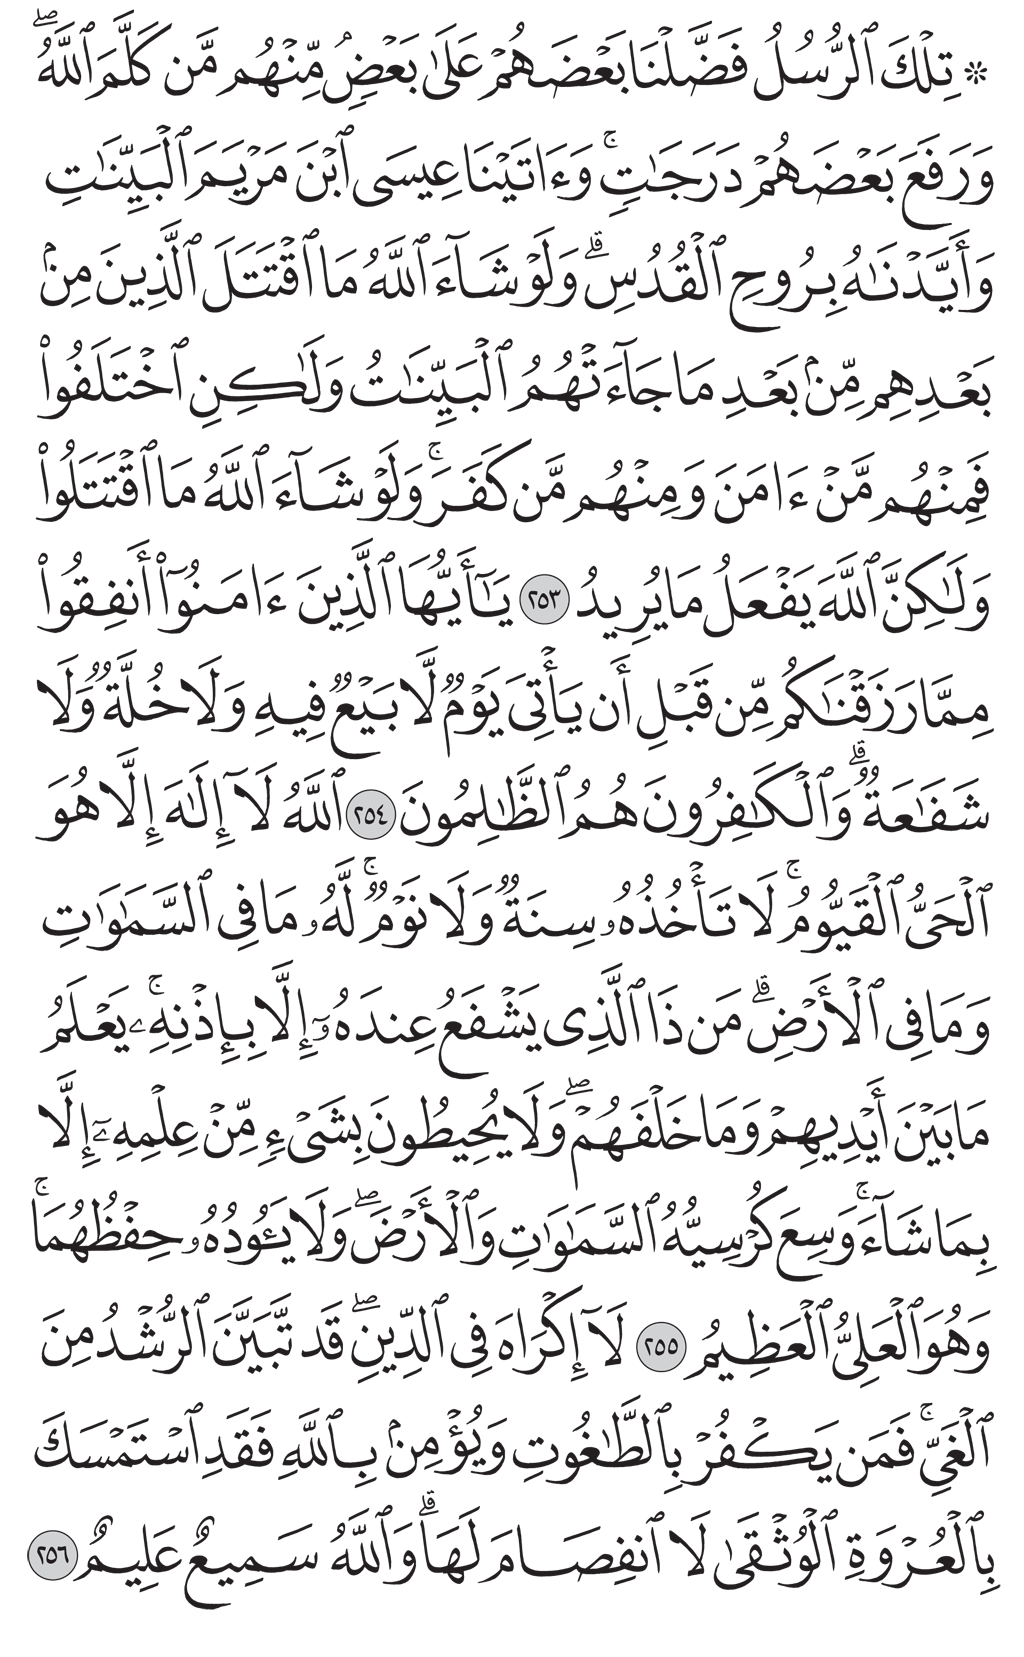 ۞ تِلْكَ ٱلرُّسُلُ فَضَّلْنَا بَعْضَهُمْ عَلَىٰ بَعْضٍۘ مِّنْهُم مَّن كَلَّمَ ٱللَّهُۖ
وَرَفَعَ بَعْضَهُمْ دَرَجَٰتٍۚ وَءَاتَيْنَا عِيسَى ٱبْنَ مَرْيَمَ ٱلْبَيِّنَٰتِ
وَأَيَّدْنَٰهُ بِرُوحِ ٱلْقُدُسِۗ وَلَوْ شَآءَ ٱللَّهُ مَا ٱقْتَتَلَ ٱلَّذِينَ مِنۢ
بَعْدِهِم مِّنۢ بَعْدِ مَا جَآءَتْهُمُ ٱلْبَيِّنَٰتُ وَلَٰكِنِ ٱخْتَلَفُوا۟
فَمِنْهُم مَّنْ ءَامَنَ وَمِنْهُم مَّن كَفَرَۚ وَلَوْ شَآءَ ٱللَّهُ مَا ٱقْتَتَلُوا۟
وَلَٰكِنَّ ٱللَّهَ يَفْعَلُ مَا يُرِيدُ ٢٥٣ يَٰٓأَيُّهَا ٱلَّذِينَ ءَامَنُوٓا۟ أَنفِقُوا۟
مِمَّا رَزَقْنَٰكُم مِّن قَبْلِ أَن يَأْتِىَ يَوْمٌ لَّا بَيْعٌ فِيهِ وَلَا خُلَّةٌ وَلَا
شَفَٰعَةٌۗ وَٱلْكَٰفِرُونَ هُمُ ٱلظَّٰلِمُونَ ٢٥٤ ٱللَّهُ لَآ إِلَٰهَ إِلَّا هُوَ
ٱلْحَىُّ ٱلْقَيُّومُۚ لَا تَأْخُذُهُۥ سِنَةٌ وَلَا نَوْمٌۚ لَّهُۥ مَا فِى ٱلسَّمَٰوَٰتِ
وَمَا فِى ٱلْأَرْضِۗ مَن ذَا ٱلَّذِى يَشْفَعُ عِندَهُۥٓ إِلَّا بِإِذْنِهِۦۚ يَعْلَمُ
مَا بَيْنَ أَيْدِيهِمْ وَمَا خَلْفَهُمْۖ وَلَا يُحِيطُونَ بِشَىْءٍ مِّنْ عِلْمِهِۦٓ إِلَّا
بِمَا شَآءَۚ وَسِعَ كُرْسِيُّهُ ٱلسَّمَٰوَٰتِ وَٱلْأَرْضَۖ وَلَا يَـُٔودُهُۥ حِفْظُهُمَاۚ
وَهُوَ ٱلْعَلِىُّ ٱلْعَظِيمُ ٢٥٥ لَآ إِكْرَاهَ فِى ٱلدِّينِۖ قَد تَّبَيَّنَ ٱلرُّشْدُ مِنَ
ٱلْغَىِّۚ فَمَن يَكْفُرْ بِٱلطَّٰغُوتِ وَيُؤْمِنۢ بِٱللَّهِ فَقَدِ ٱسْتَمْسَكَ
بِٱلْعُرْوَةِ ٱلْوُثْقَىٰ لَا ٱنفِصَامَ لَهَاۗ وَٱللَّهُ سَمِيعٌ عَلِيمٌ ٢٥٦